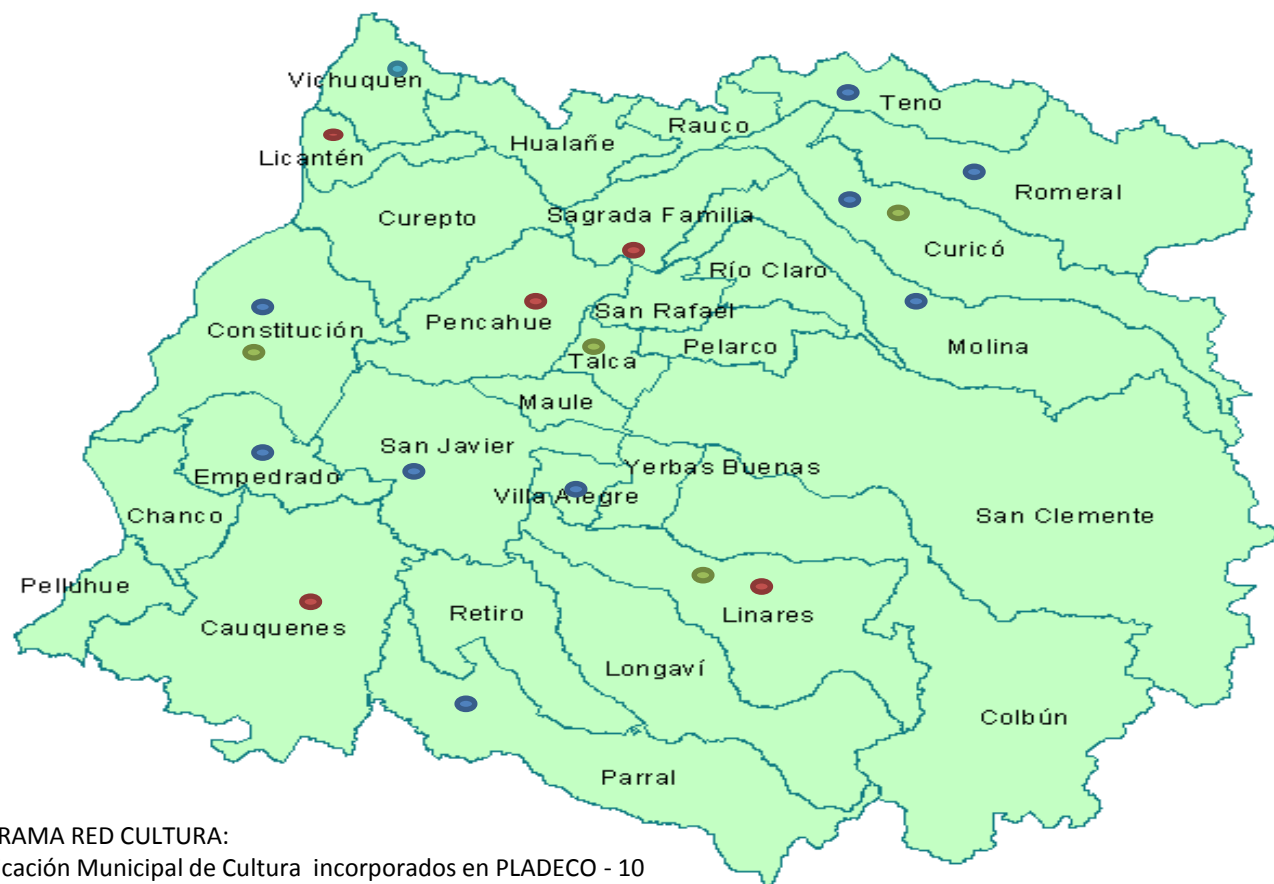 Vichuquen
Teno
Rauco
Hualañe
Licantén
Romeral
Curepto
Sagrada Familia
Curicó
Río Claro
San Rafael
Pencahue
Constitución
Pelarco
Molina
Talca
Maule
San Javier
Yerbas Buenas
Empedrado
Villa Alegre
Chanco
San Clemente
Pelluhue
Retiro
Linares
Cauquenes
Longaví
Colbún
Parral
RAMA RED CULTURA:
cación Municipal de Cultura incorporados en PLADECO - 10